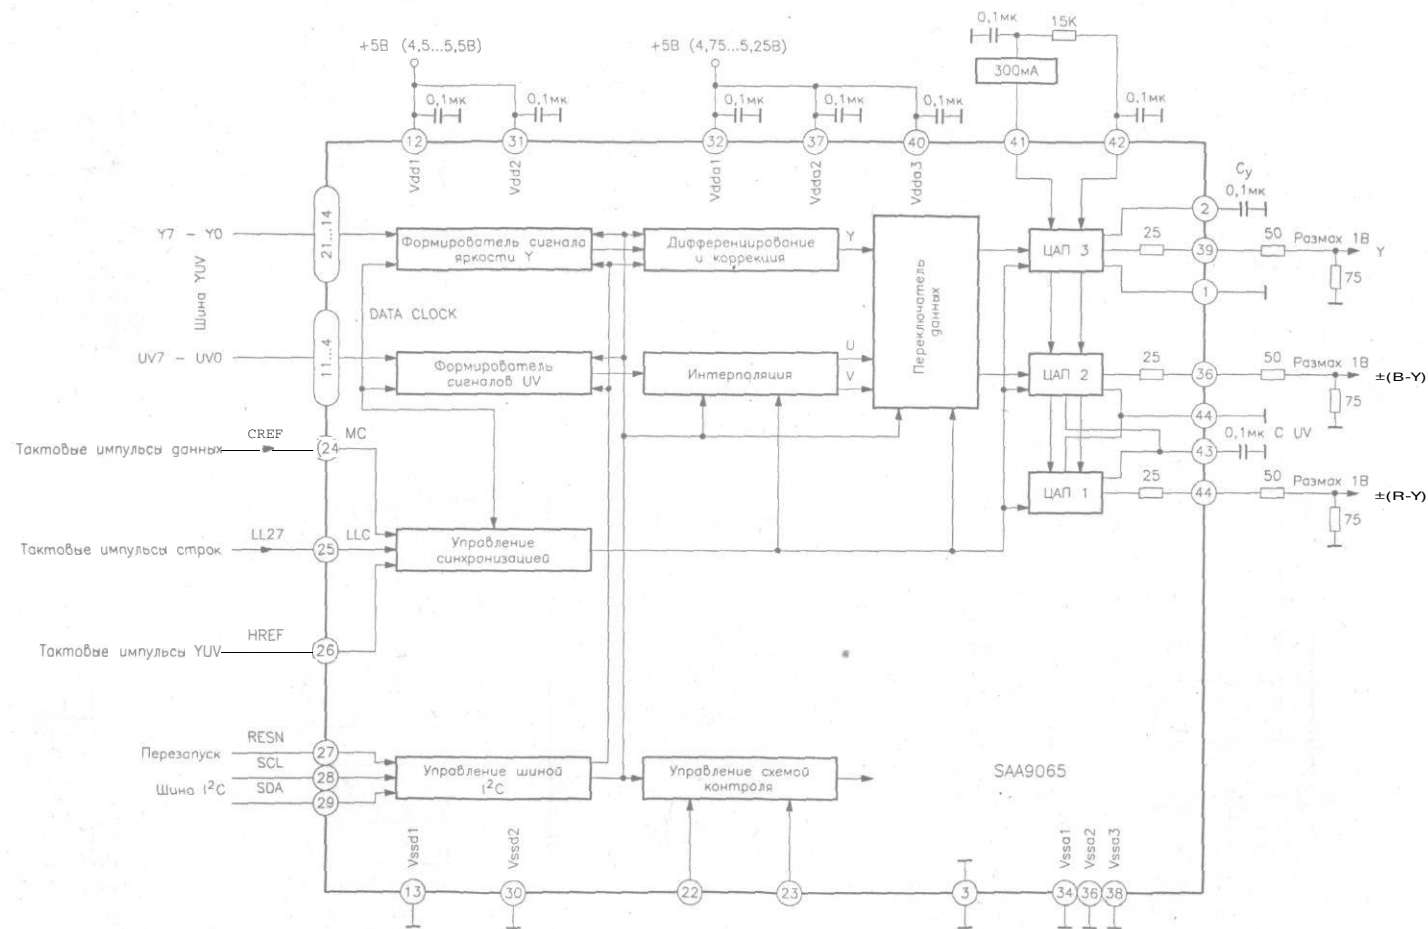 +5В (4,5...5,5В)
+5В (4,75...5,25В)
0,1мк
15К
300мА
0,1мк
0,1мк
0,1мк
0,1мк
0,1мк
0,1мк
12
31
32
37
40
41
42
Vdd1
Vdd2
Vdda1
Vdda2
Vdda3
Cy
0,1мк
2
Y7 - Y0
21...14
Шина YUV
Формирователь сигнала
яркости Y
Дифференцирование
и коррекция
Y
Переключатель
данных
ЦАП 3
25
39
50
Размах 1В
Y
75
1
DATA CLOCK
UV7 - UV0
11...4
Формирователь
сигналов UV
Интерполяция
U
V
ЦАП 2
25
36
50
Размах 1В
±(B-Y)
75
44
Тактовые импульсы данных
CREF
24
MC
43
0,1мк C UV
ЦАП 1
25
44
50
Размах 1В
±(R-Y)
75
Тактовые импульсы строк
LL27
25
LLC
Управление
синхронизацией
Тактовые импульсы YUV
HREF
26
Перезапуск
RESN
27
SCL
28
Шина I²C
SDA
29
Управление шиной
I²C
Управление схемой
контроля
SAA9065
Vssd1
Vssd2
Vssa1
Vssa2
Vssa3
13
30
22
23
3
34
36
38